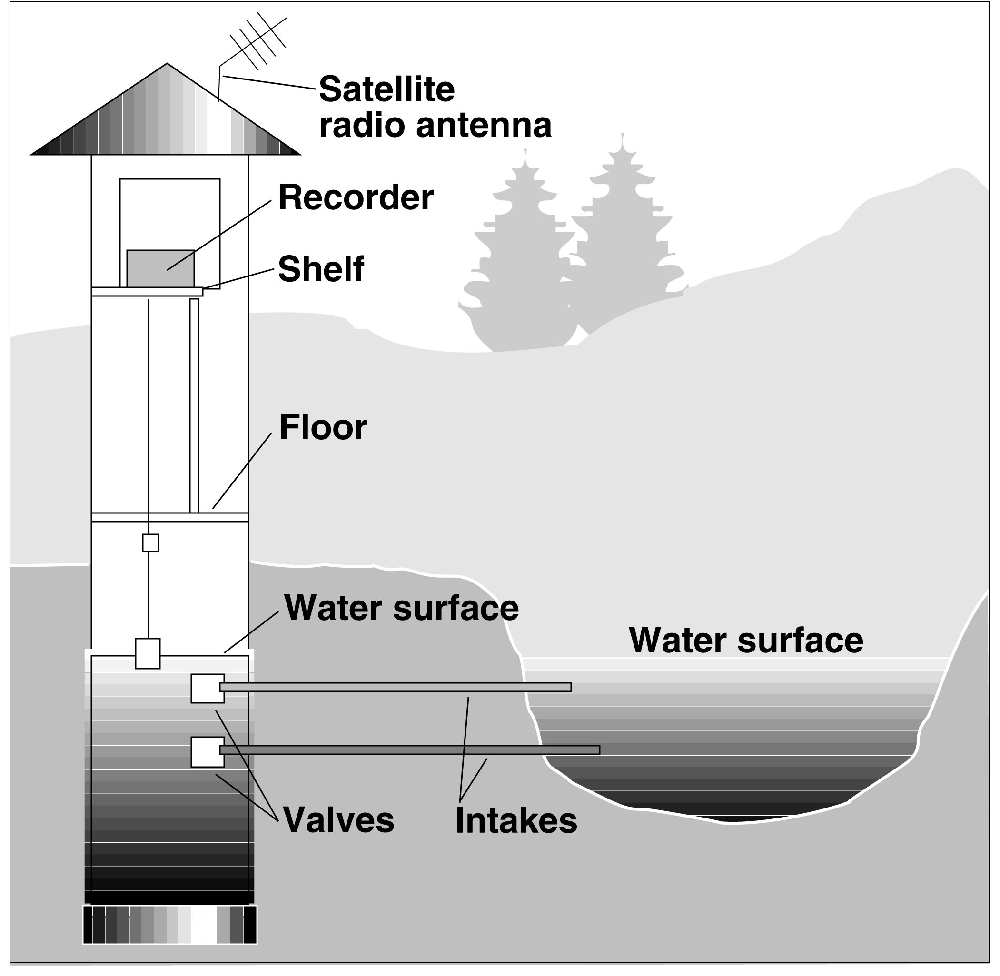 Satellite
radio antenna
Recorder
Shelf
Floor
Water surface
Water surface
Valves
Intakes